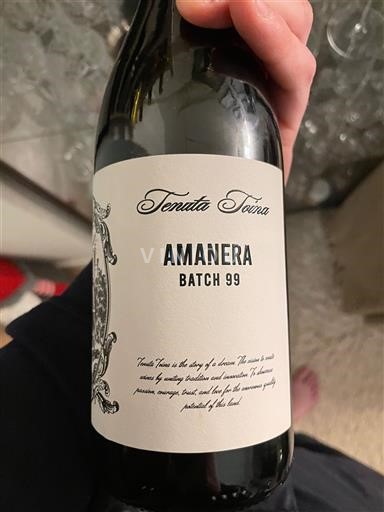 Tenuta Toina
AMANERA
BATCH 99
Tenuta Toina is the story of a dream. The vision to create
wines by uniting tradition and innovation. To showcase
passion, courage, trust, and love for the enormous quality
potential of this land.